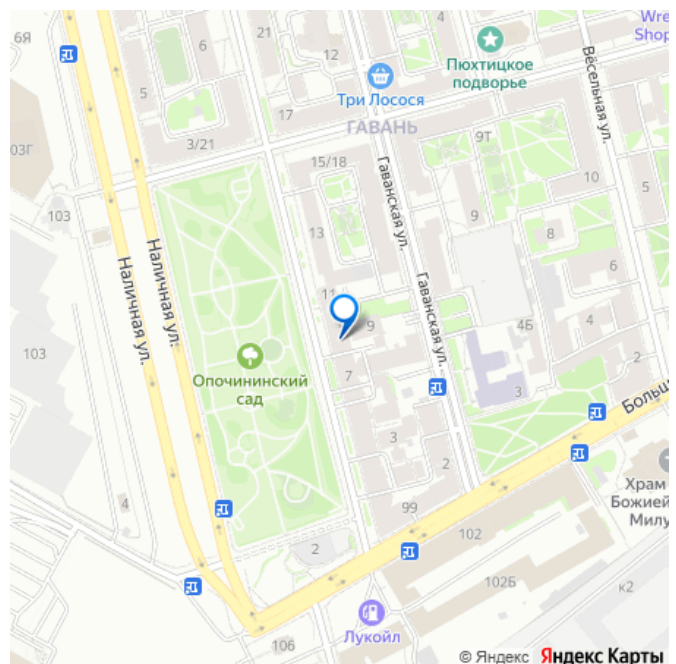 6Я
21
6
12
4
Wre
Shop
Пюхтицкое
подворье
Вёсельная ул.
5
Три Лосося
17
ГАВАНЬ
03Г
3/21
9Т
15/18
Гаванская ул.
10
5
103
9
13
8
Наличная ул.
Наличная ул.
6
11
Гаванская ул.
9
4Б
4
103
2
Опочининский
сад
7
3
Больш
3
2
Храм
Божией
Милу
4
99
102
2
102Б
к2
Лукойл
106
© Яндекс Яндекс Карты